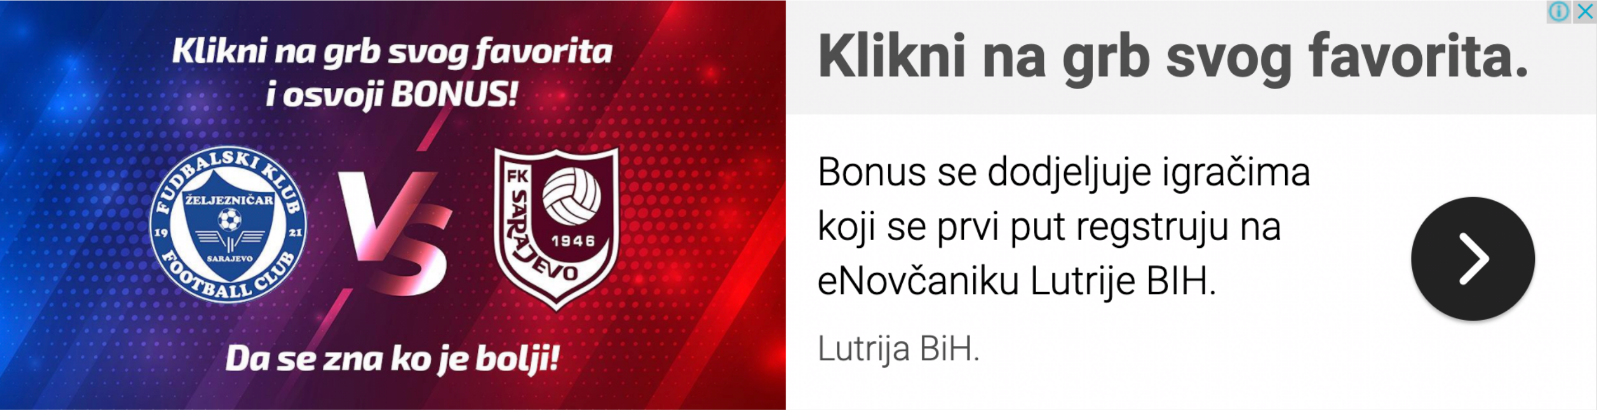 Klikni na grb svog favorita
i osvoji BONUS!
FUDBALSKI KLUB
ŽELJEZNIČAR
19 21
SARAJEVO
FOOTBALL CLUB
VS
FK
SARAJEVO
1946
Da se zna ko je bolji!
Klikni na grb svog favorita.
Bonus se dodjeljuje igračima
koji se prvi put regstruju na
eNovčaniku Lutrije BIH.
Lutrija BiH.